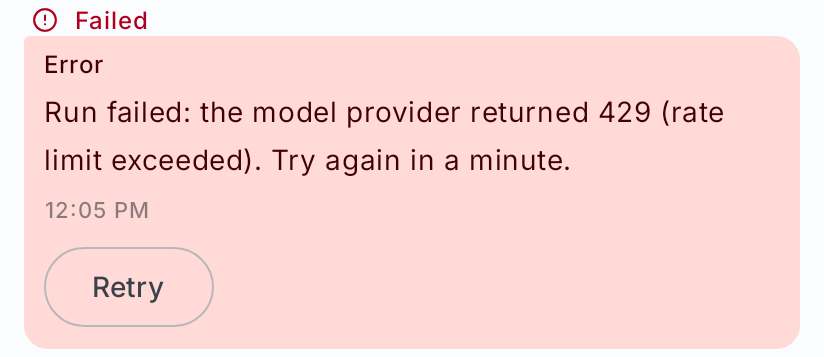 Failed
Error
Run failed: the model provider returned 429 (rate
limit exceeded). Try again in a minute.
12:05 PM
Retry